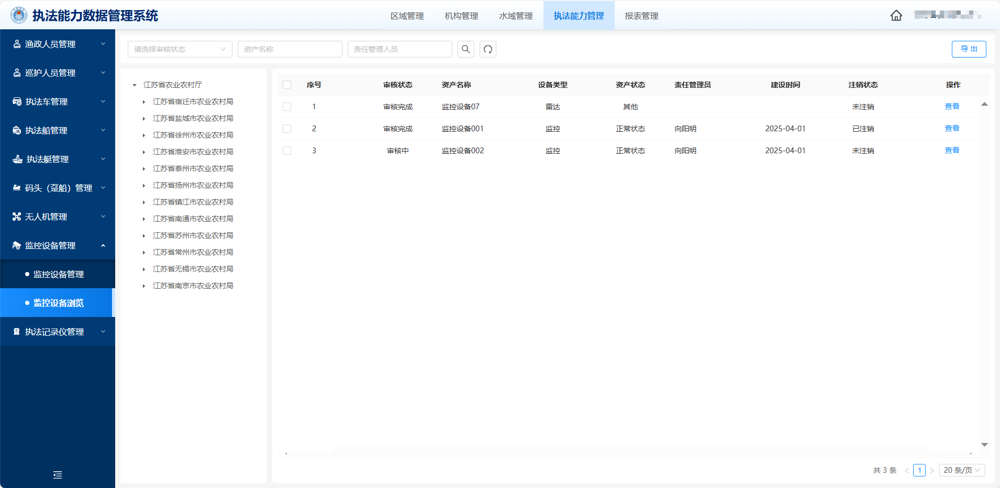 执法能力数据管理系统
区域管理 机构管理 水域管理 执法能力管理 报表管理
渔政人员管理
巡护人员管理
执法车管理
执法船管理
执法艇管理
码头（趸船）管理
无人机管理
监控设备管理
监控设备管理
监控设备浏览
执法记录仪管理
请选择审核状态 资产名称 责任管理人员 导 出
江苏省农业农村厅
江苏省宿迁市农业农村局
江苏省盐城市农业农村局
江苏省徐州市农业农村局
江苏省淮安市农业农村局
江苏省泰州市农业农村局
江苏省扬州市农业农村局
江苏省镇江市农业农村局
江苏省南通市农业农村局
江苏省苏州市农业农村局
江苏省常州市农业农村局
江苏省无锡市农业农村局
江苏省南京市农业农村局
序号 审核状态 资产名称 设备类型 资产状态 责任管理员 建设时间 注销状态 操作
1 审核完成 监控设备07 雷达 其他 未注销 查看
2 审核完成 监控设备001 监控 正常状态 向阳明 2025-04-01 已注销 查看
3 审核中 监控设备002 监控 正常状态 向阳明 2025-04-01 未注销 查看
共 3 条 1 20 条/页